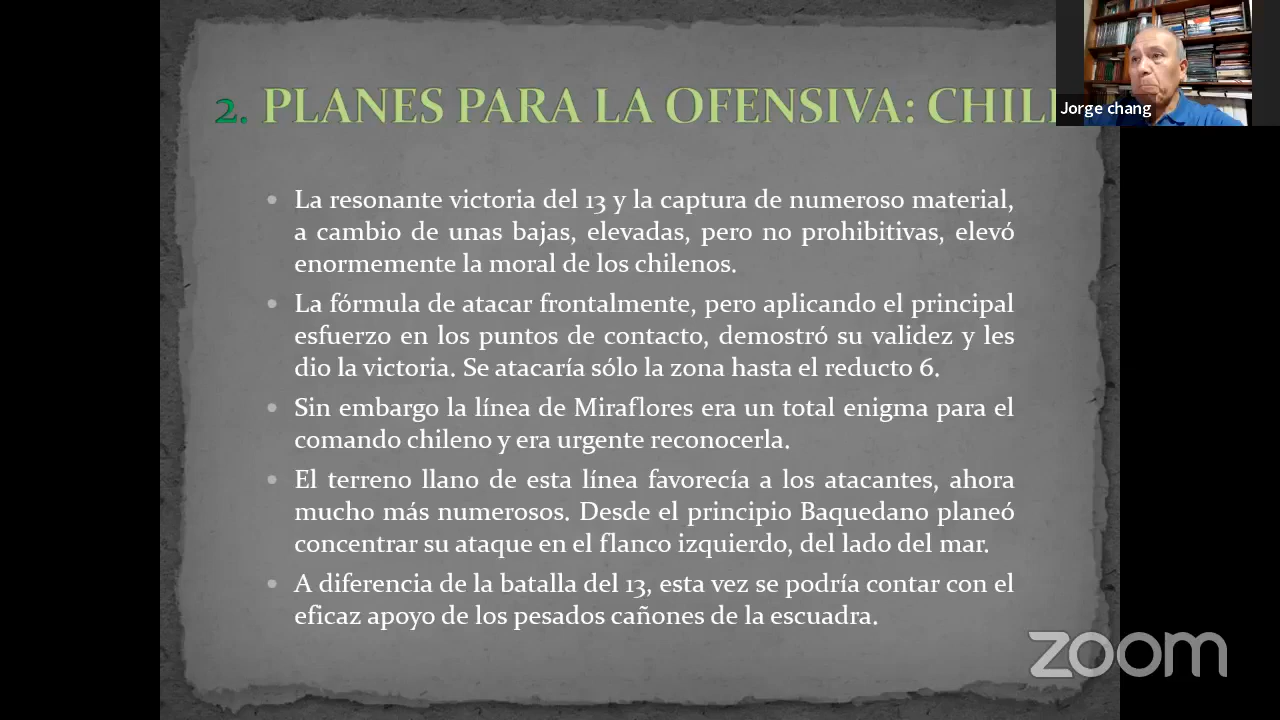 2. PLANES PARA LA OFENSIVA: CHIL
Jorge chang
La resonante victoria del 13 y la captura de numeroso material,
a cambio de unas bajas, elevadas, pero no prohibitivas, elevó
enormemente la moral de los chilenos.
La fórmula de atacar frontalmente, pero aplicando el principal
esfuerzo en los puntos de contacto, demostró su validez y les
dio la victoria. Se atacaría sólo la zona hasta el reducto 6.
Sin embargo la línea de Miraflores era un total enigma para el
comando chileno y era urgente reconocerla.
El terreno llano de esta línea favorecía a los atacantes, ahora
mucho más numerosos. Desde el principio Baquedano planeó
concentrar su ataque en el flanco izquierdo, del lado del mar.
A diferencia de la batalla del 13, esta vez se podría contar con el
eficaz apoyo de los pesados cañones de la escuadra.
zoom